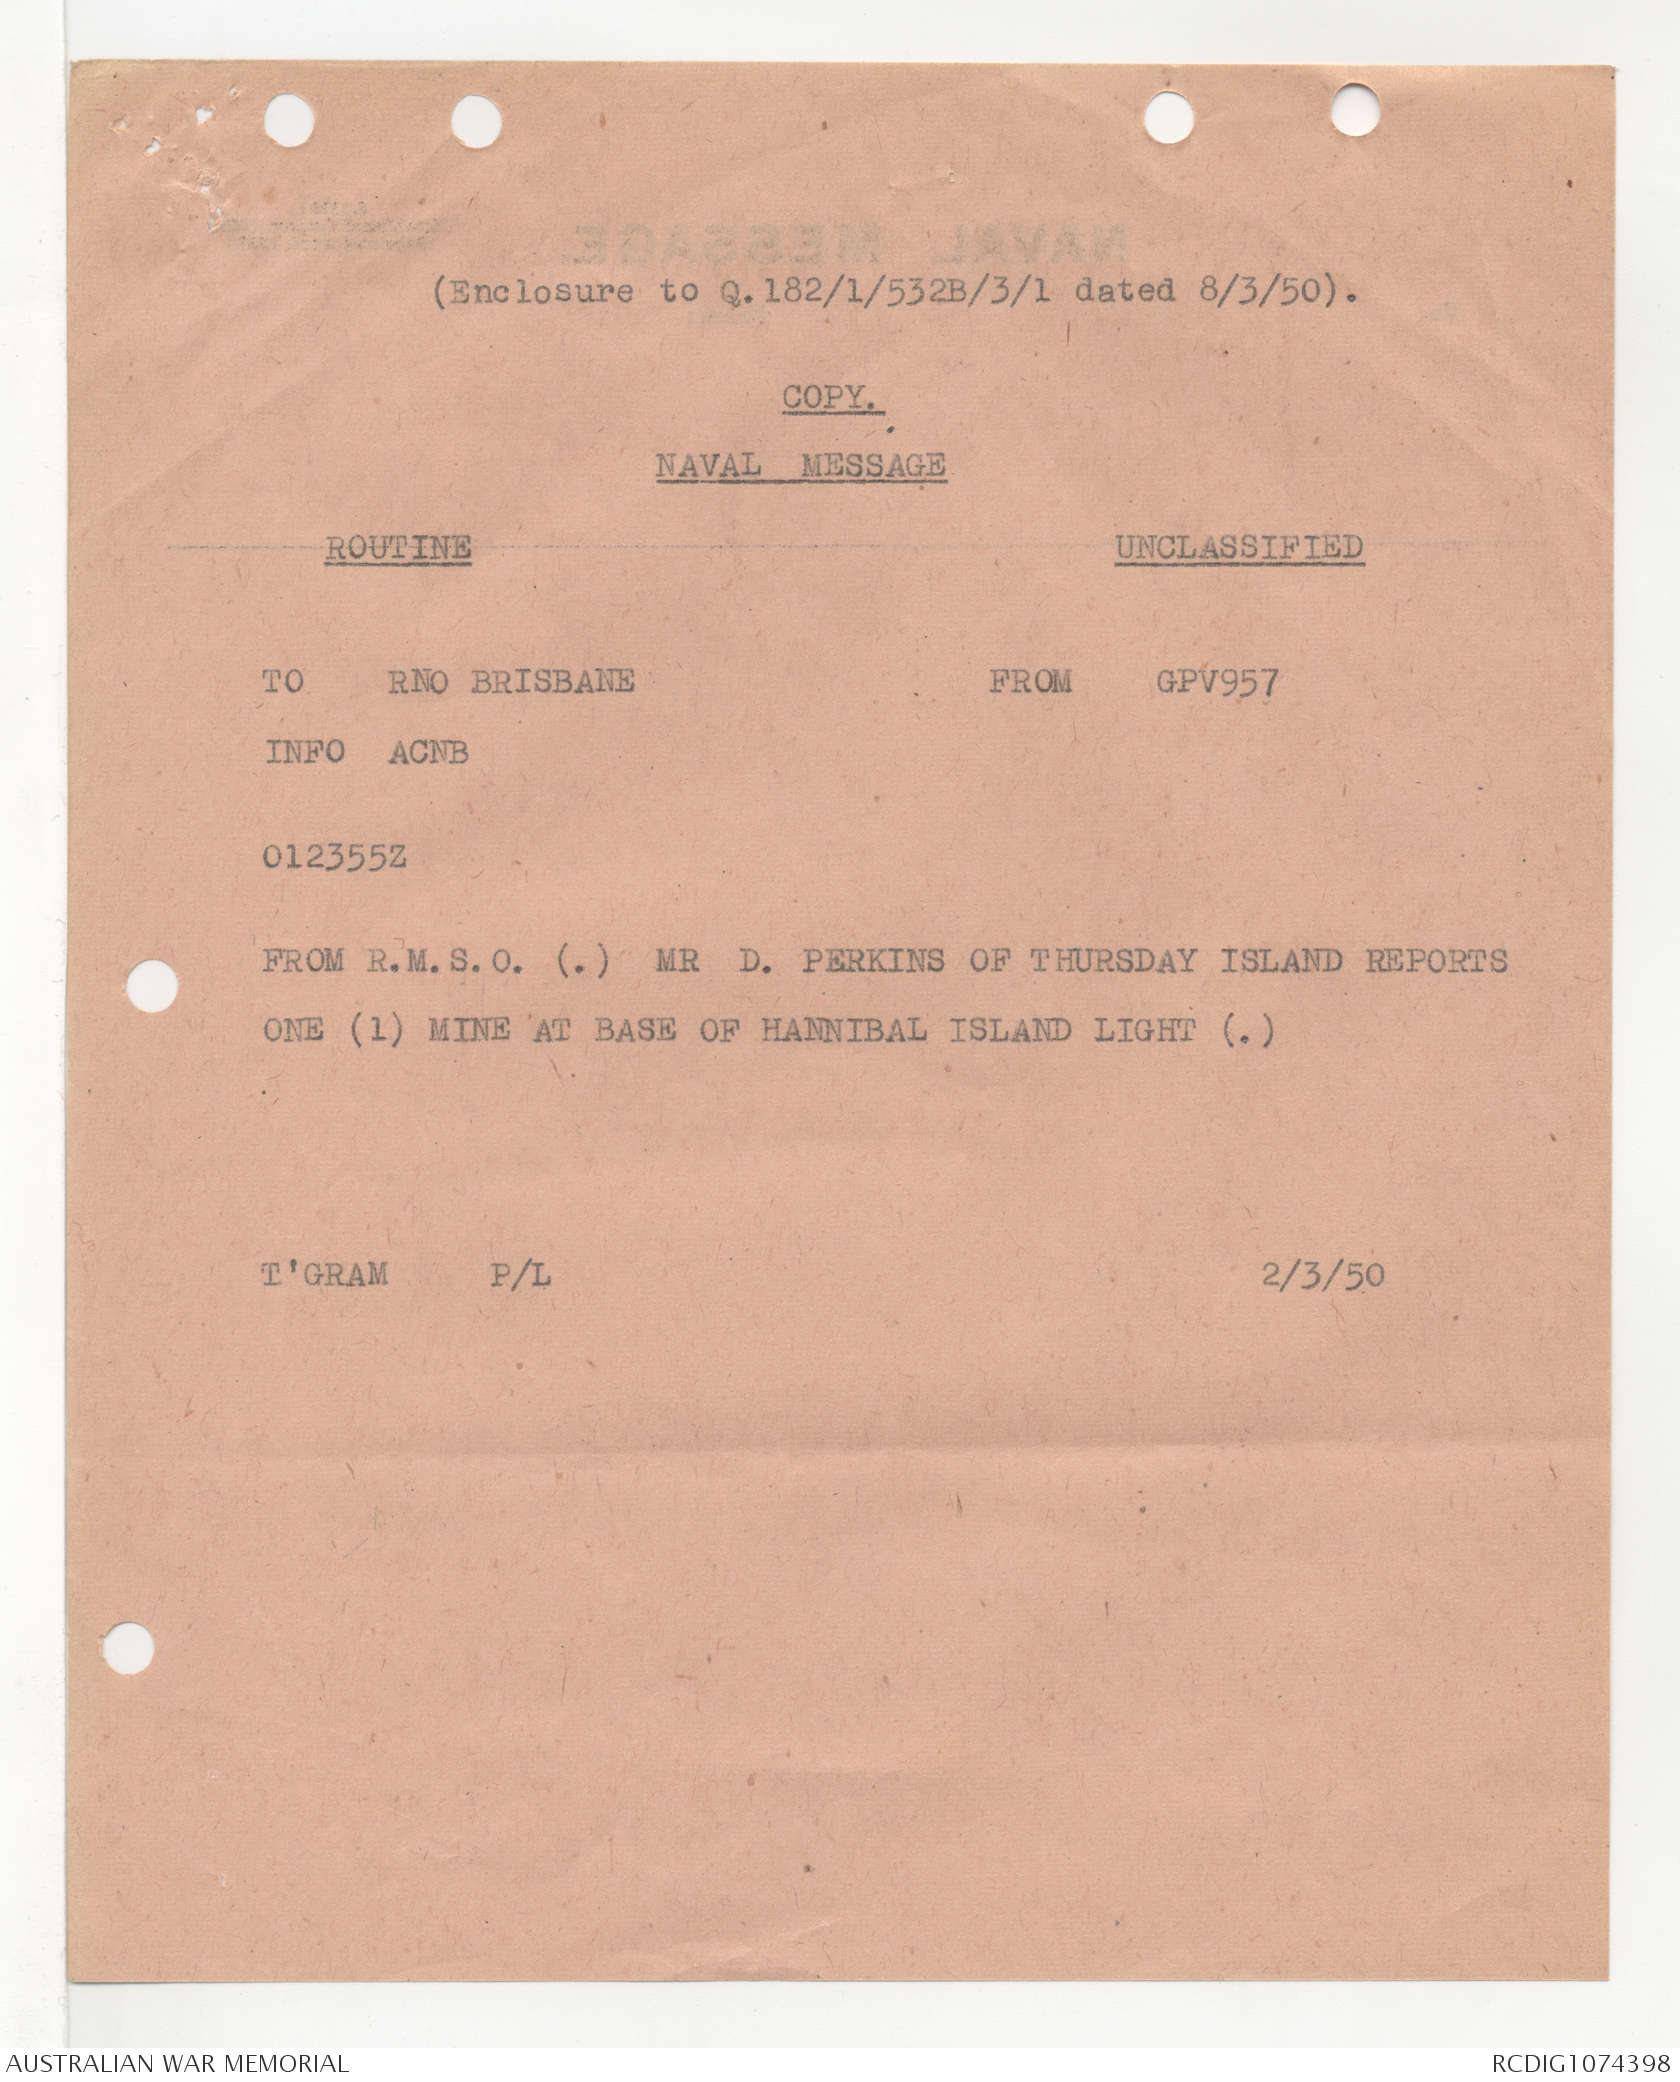 (Enclosure to Q.182/1/532B/3/1 dated 8/3/50).
COPY.
NAVAL MESSAGE
ROUTINE UNCLASSIFIED
TO RNO BRISBANE FROM GPV957
INFO ACNB
012355Z
FROM R.M.S.O. (.) MR D. PERKINS OF THURSDAY ISLAND REPORTS
ONE (1) MINE AT BASE OF HANNIBAL ISLAND LIGHT (.)
T'GRAM P/L 2/3/50
AUSTRALIAN WAR MEMORIAL RCDIG1074398